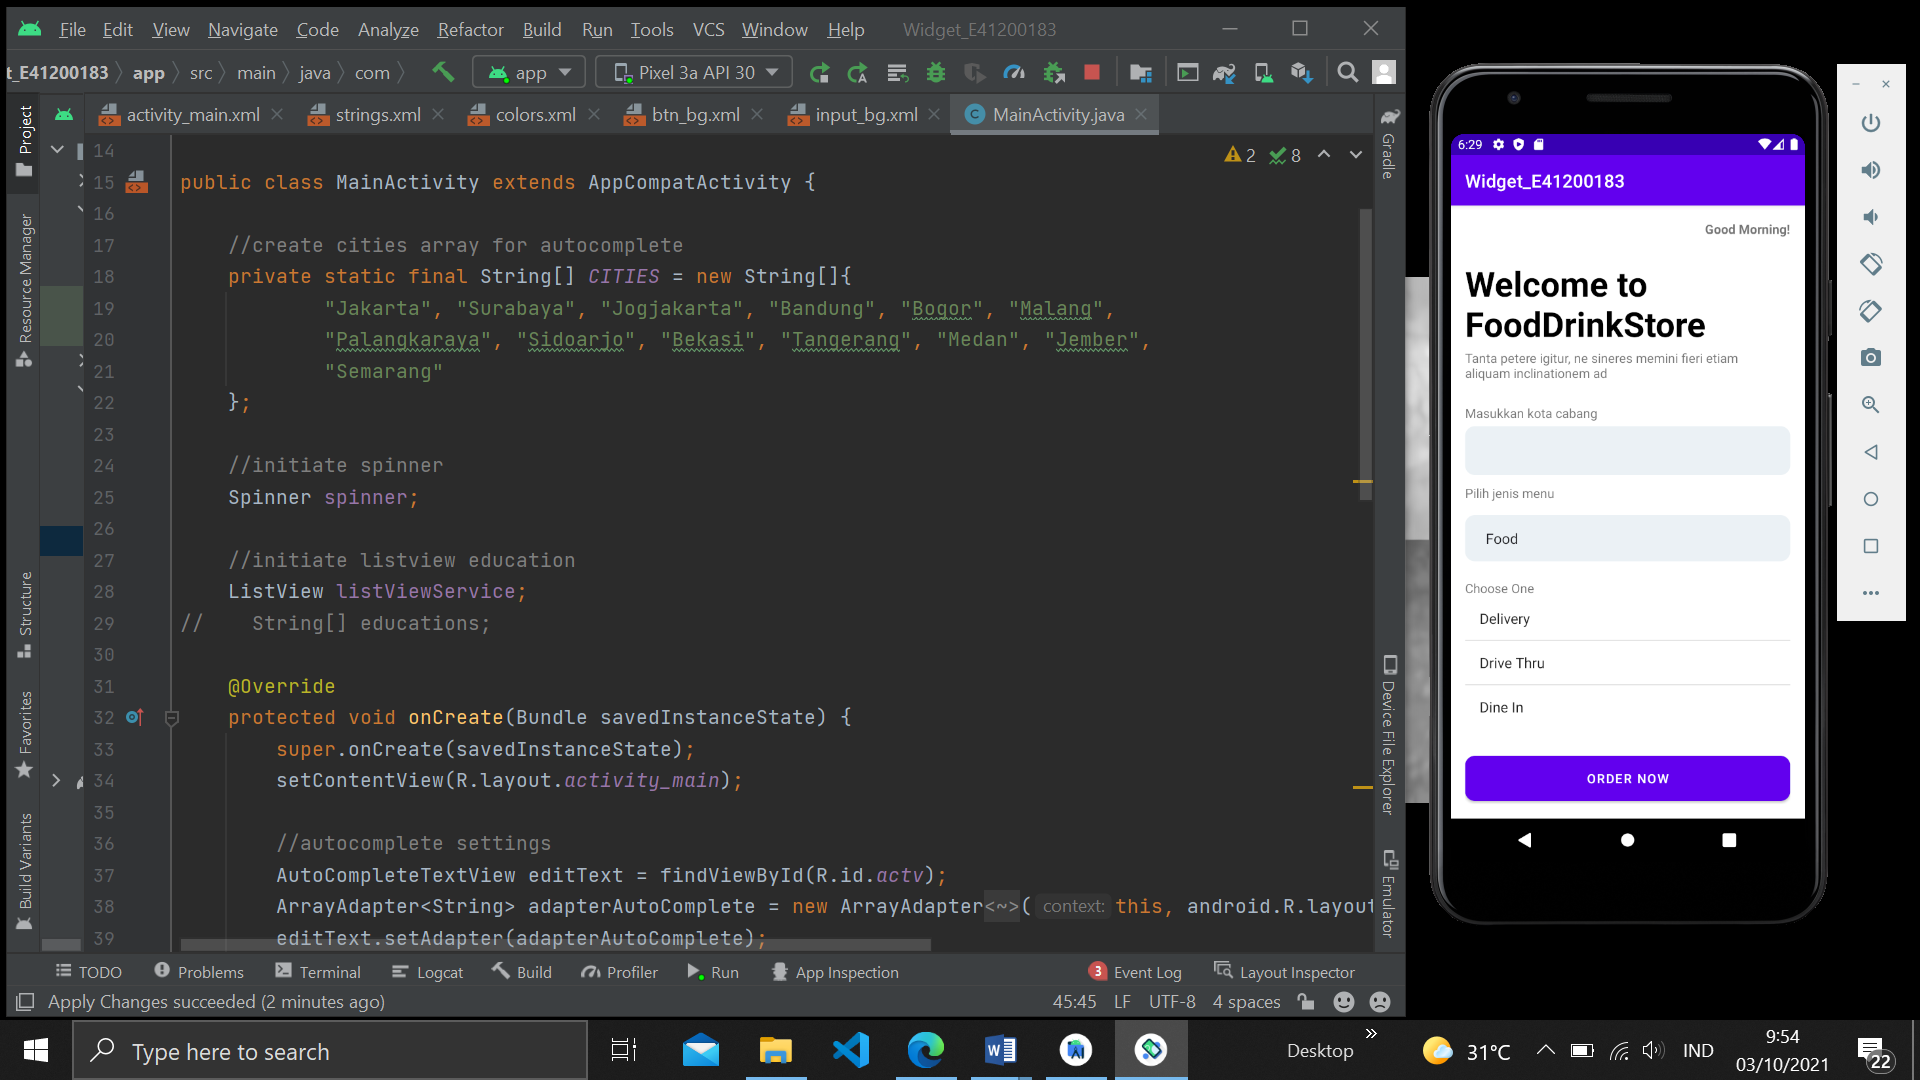 File Edit View Navigate Code Analyze Refactor Build Run Tools VCS Window Help Widget_E41200183
t_E41200183 app src main java com app Pixel 3a API 30
activity_main.xml strings.xml colors.xml btn_bg.xml input_bg.xml MainActivity.java
Project
Resource Manager
Structure
Favorites
Build Variants
2 8
14
15 public class MainActivity extends AppCompatActivity {
16
17 //create cities array for autocomplete
18 private static final String[] CITIES = new String[]{
19 "Jakarta", "Surabaya", "Jogjakarta", "Bandung", "Bogor", "Malang",
20 "Palangkaraya", "Sidoarjo", "Bekasi", "Tangerang", "Medan", "Jember",
21 "Semarang"
22 };
23
24 //initiate spinner
25 Spinner spinner;
26
27 //initiate listview education
28 ListView listViewService;
29 // String[] educations;
30
31 @Override
32 protected void onCreate(Bundle savedInstanceState) {
33 super.onCreate(savedInstanceState);
34 setContentView(R.layout.activity_main);
35
36 //autocomplete settings
37 AutoCompleteTextView editText = findViewById(R.id.actv);
38 ArrayAdapter<String> adapterAutoComplete = new ArrayAdapter<~>( context: this, android.R.layout
39 editText.setAdapter(adapterAutoComplete);
Gradle
Device File Explorer
Emulator
TODO Problems Terminal Logcat Build Profiler Run App Inspection 3 Event Log Layout Inspector
Apply Changes succeeded (2 minutes ago) 45:45 LF UTF-8 4 spaces
6:29
Widget_E41200183
Good Morning!
Welcome to
FoodDrinkStore
Tanta petere igitur, ne sineres memini fieri etiam
aliquam inclinationem ad
Masukkan kota cabang
Pilih jenis menu
Food
Choose One
Delivery
Drive Thru
Dine In
ORDER NOW
Type here to search
Desktop
31°C
IND
9:54
03/10/2021
22